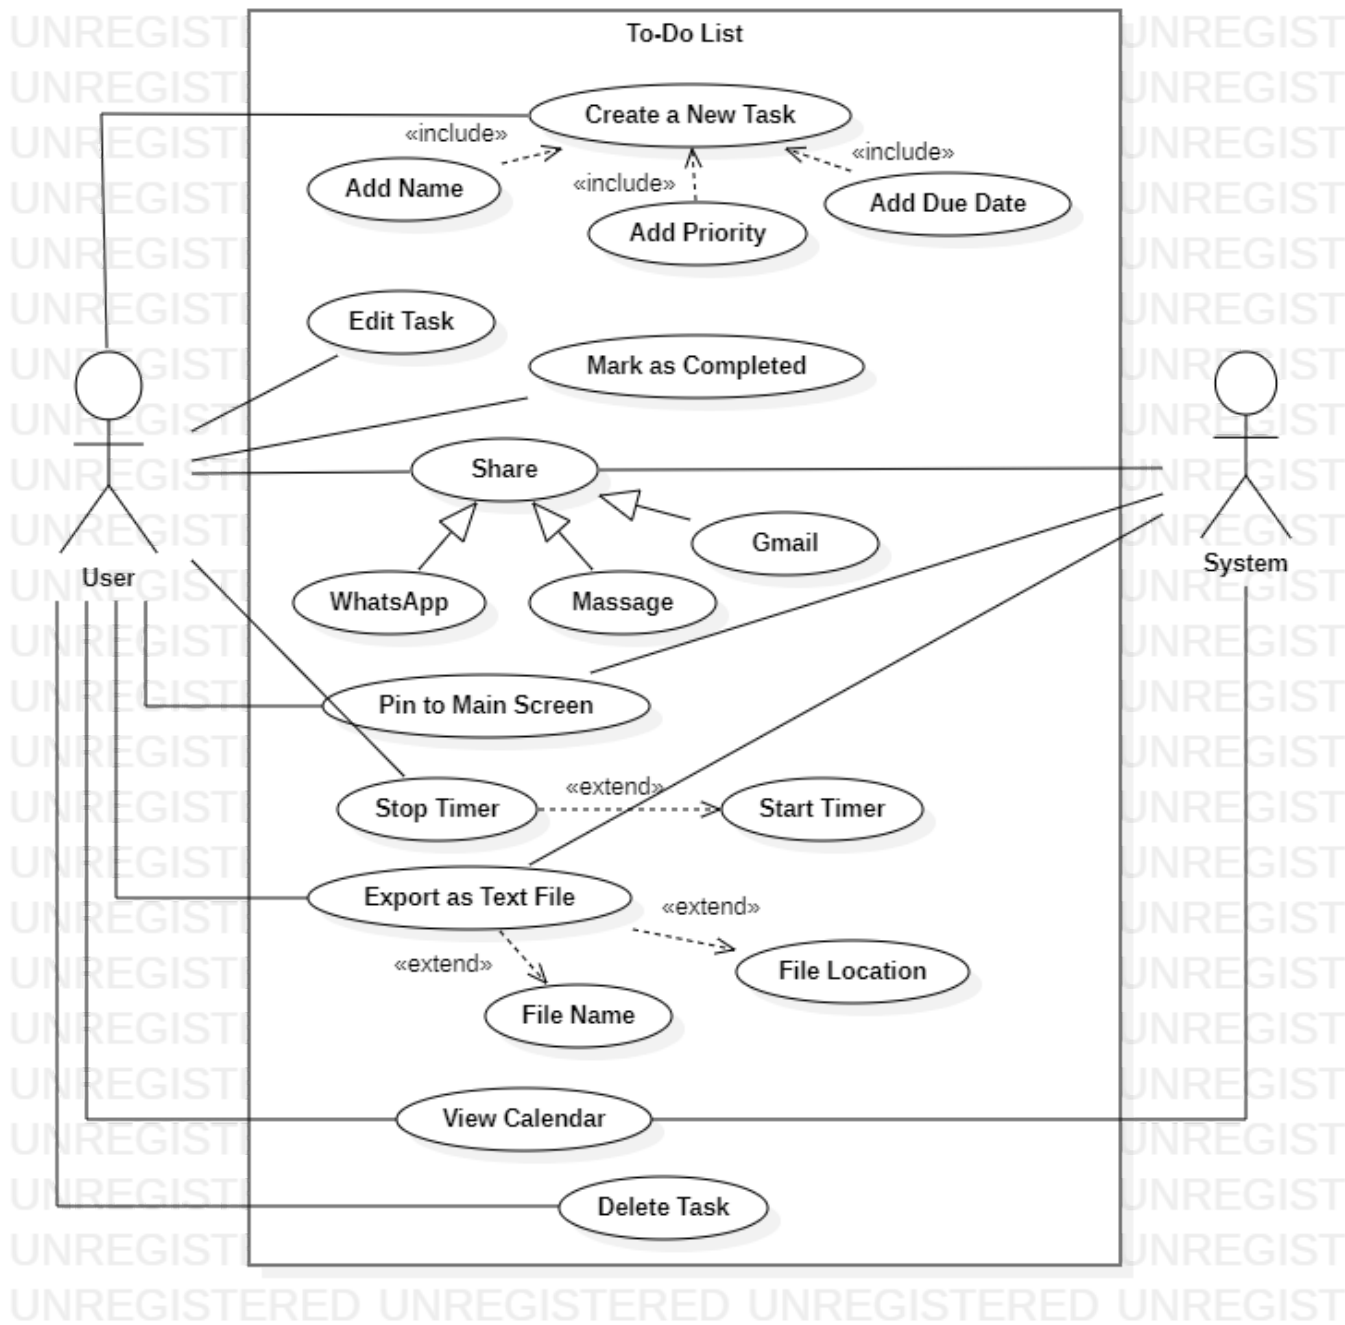 To-Do List
Create a New Task
«include»
«include»
«include»
Add Name
Add Priority
Add Due Date
Edit Task
Mark as Completed
Share
Gmail
WhatsApp
Massage
User
System
Pin to Main Screen
Stop Timer
«extend»
Start Timer
Export as Text File
«extend»
«extend»
File Location
File Name
View Calendar
Delete Task
UNREGISTERED UNREGISTERED UNREGISTERED UNREGIST